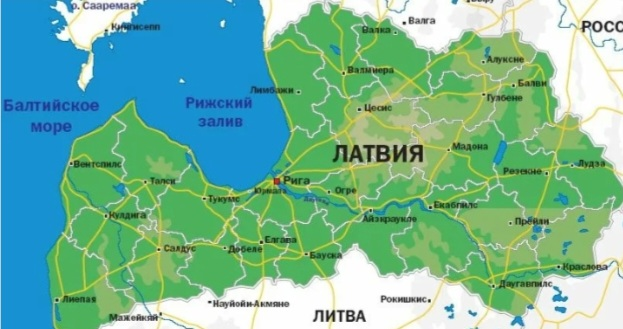 о. Сааремаа
Кингисепп
Валга
Валка
РОСС
Алуксне
Валмиера
Балви
Лимбажи
Гулбене
Балтийское
море
Рижский
залив
Цесис
Мадона
ЛАТВИЯ
Вентспилс
Резекне
Лудза
Талси
Рига
Юрмала
Огре
Тукумс
Екабпилс
Кулдига
Айзкраукле
Прейли
Елгава
Салдус
Добеле
Бауска
Краслова
Даугавпилс
Лиепая
Науйойи-Акмяне
Рокишкис
Мажейкяй
ЛИТВА